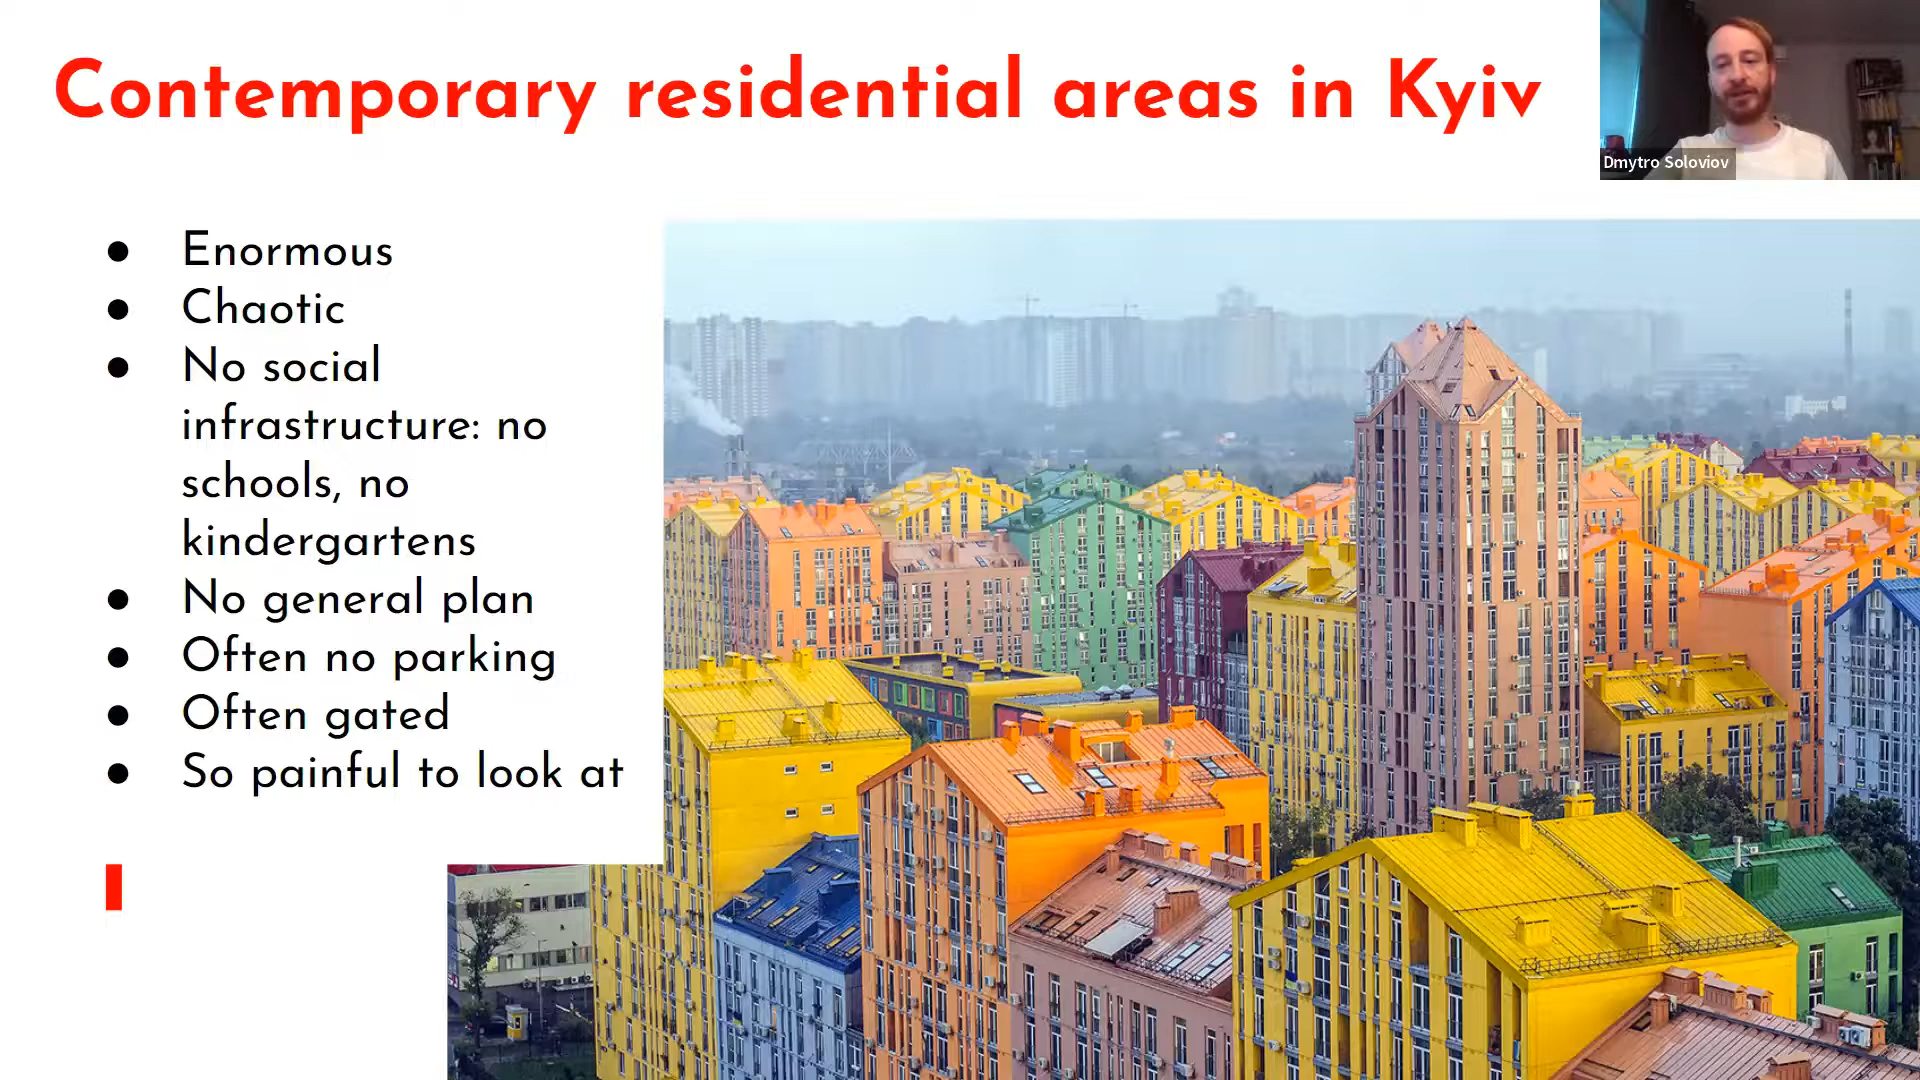 Contemporary residential areas in Kyiv
Dmytro Soloviov
● Enormous
● Chaotic
● No social
infrastructure: no
schools, no
kindergartens
● No general plan
● Often no parking
● Often gated
● So painful to look at